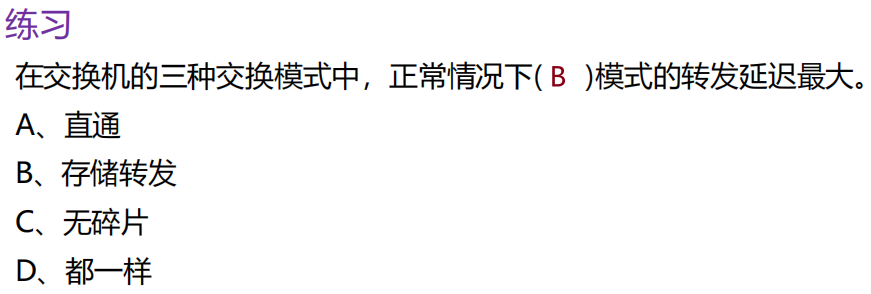 练习
在交换机的三种交换模式中，正常情况下( B )模式的转发延迟最大。
A、直通
B、存储转发
C、无碎片
D、都一样